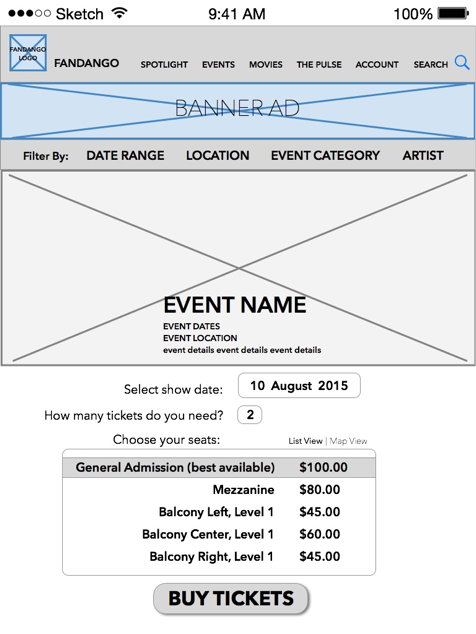 Sketch 9:41 AM 100%
FANDANGO LOGO
FANDANGO SPOTLIGHT EVENTS MOVIES THE PULSE ACCOUNT SEARCH
BANNER AD
Filter By: DATE RANGE LOCATION EVENT CATEGORY ARTIST
EVENT NAME
EVENT DATES
EVENT LOCATION
event details event details event details
Select show date: 10 August 2015
How many tickets do you need? 2
Choose your seats: List View | Map View
General Admission (best available) $100.00
Mezzanine $80.00
Balcony Left, Level 1 $45.00
Balcony Center, Level 1 $60.00
Balcony Right, Level 1 $45.00
BUY TICKETS